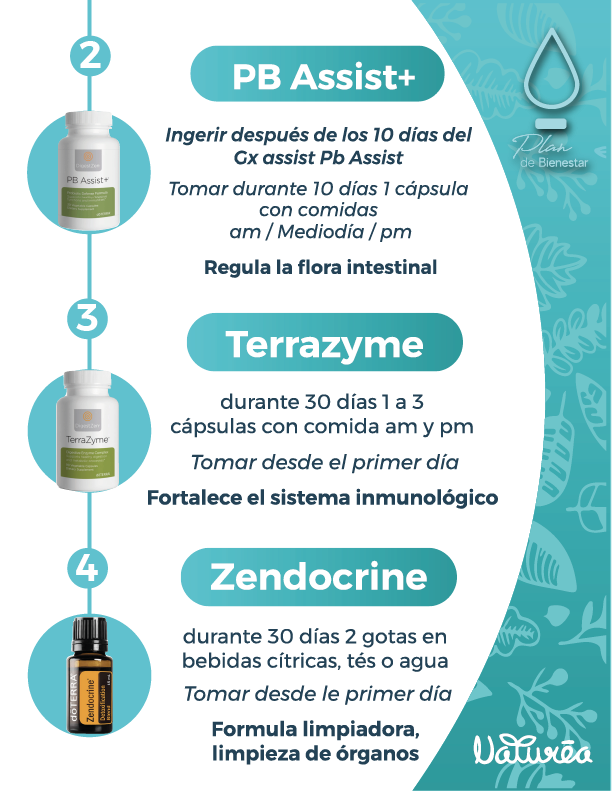 2
PB Assist+
Ingerir después de los 10 días del
Gx assist Pb Assist
Tomar durante 10 días 1 cápsula
con comidas
am / Mediodía / pm
Regula la flora intestinal
Plan
de Bienestar
PB Assist+
3
Terrazyme
durante 30 días 1 a 3
cápsulas con comida am y pm
Tomar desde el primer día
Fortalece el sistema inmunológico
TerraZyme
4
Zendocrine
durante 30 días 2 gotas en
bebidas cítricas, tés o agua
Tomar desde le primer día
Formula limpiadora,
limpieza de órganos
doTERRA
Zendocrine
Detoxification
Blend
Naturēa